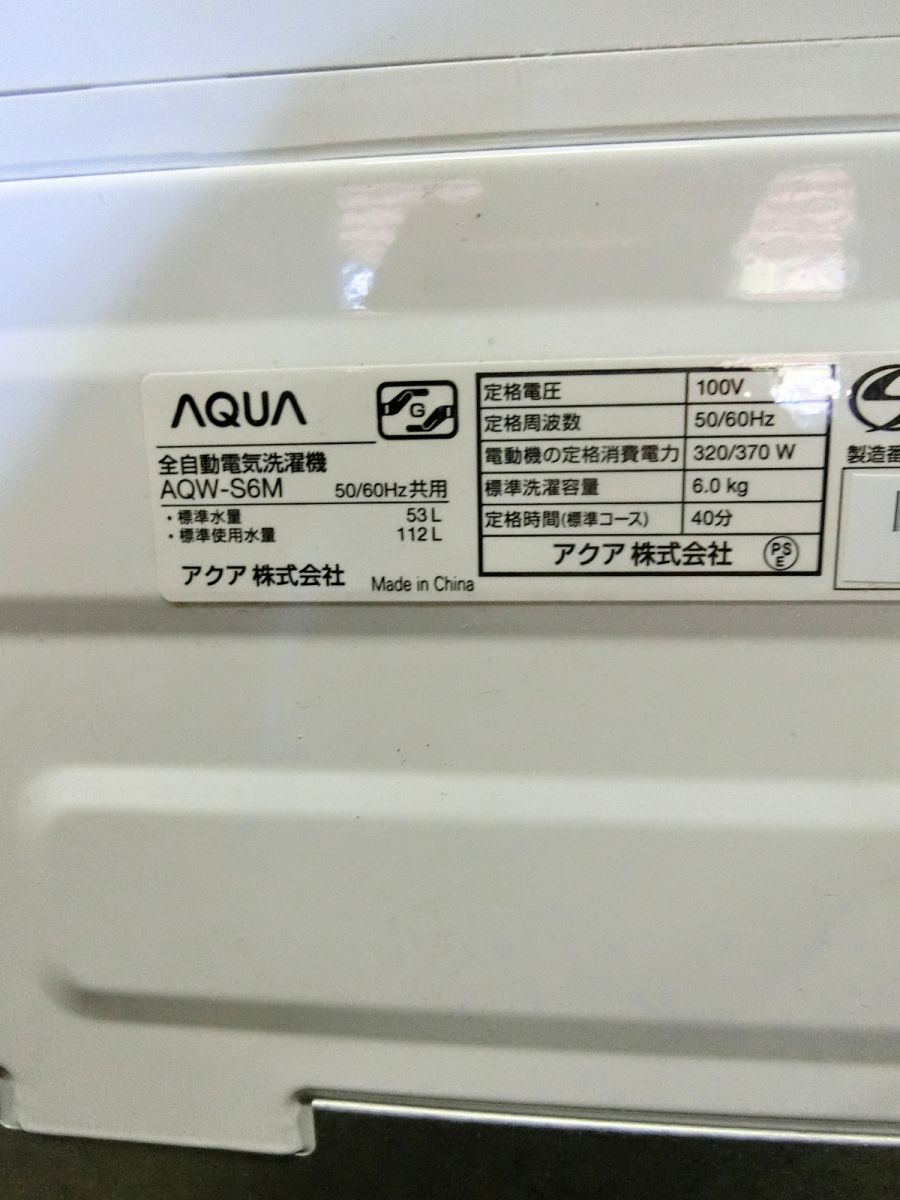 AQUA
G
全自動電気洗濯機
AQW-S6M 50/60Hz共用
・標準水量 53L
・標準使用水量 112L
アクア 株式会社 Made in China
定格電圧 100V
定格周波数 50/60Hz
電動機の定格消費電力 320/370 W
標準洗濯容量 6.0 kg
定格時間(標準コース) 40分
アクア 株式会社 PSE
製造番